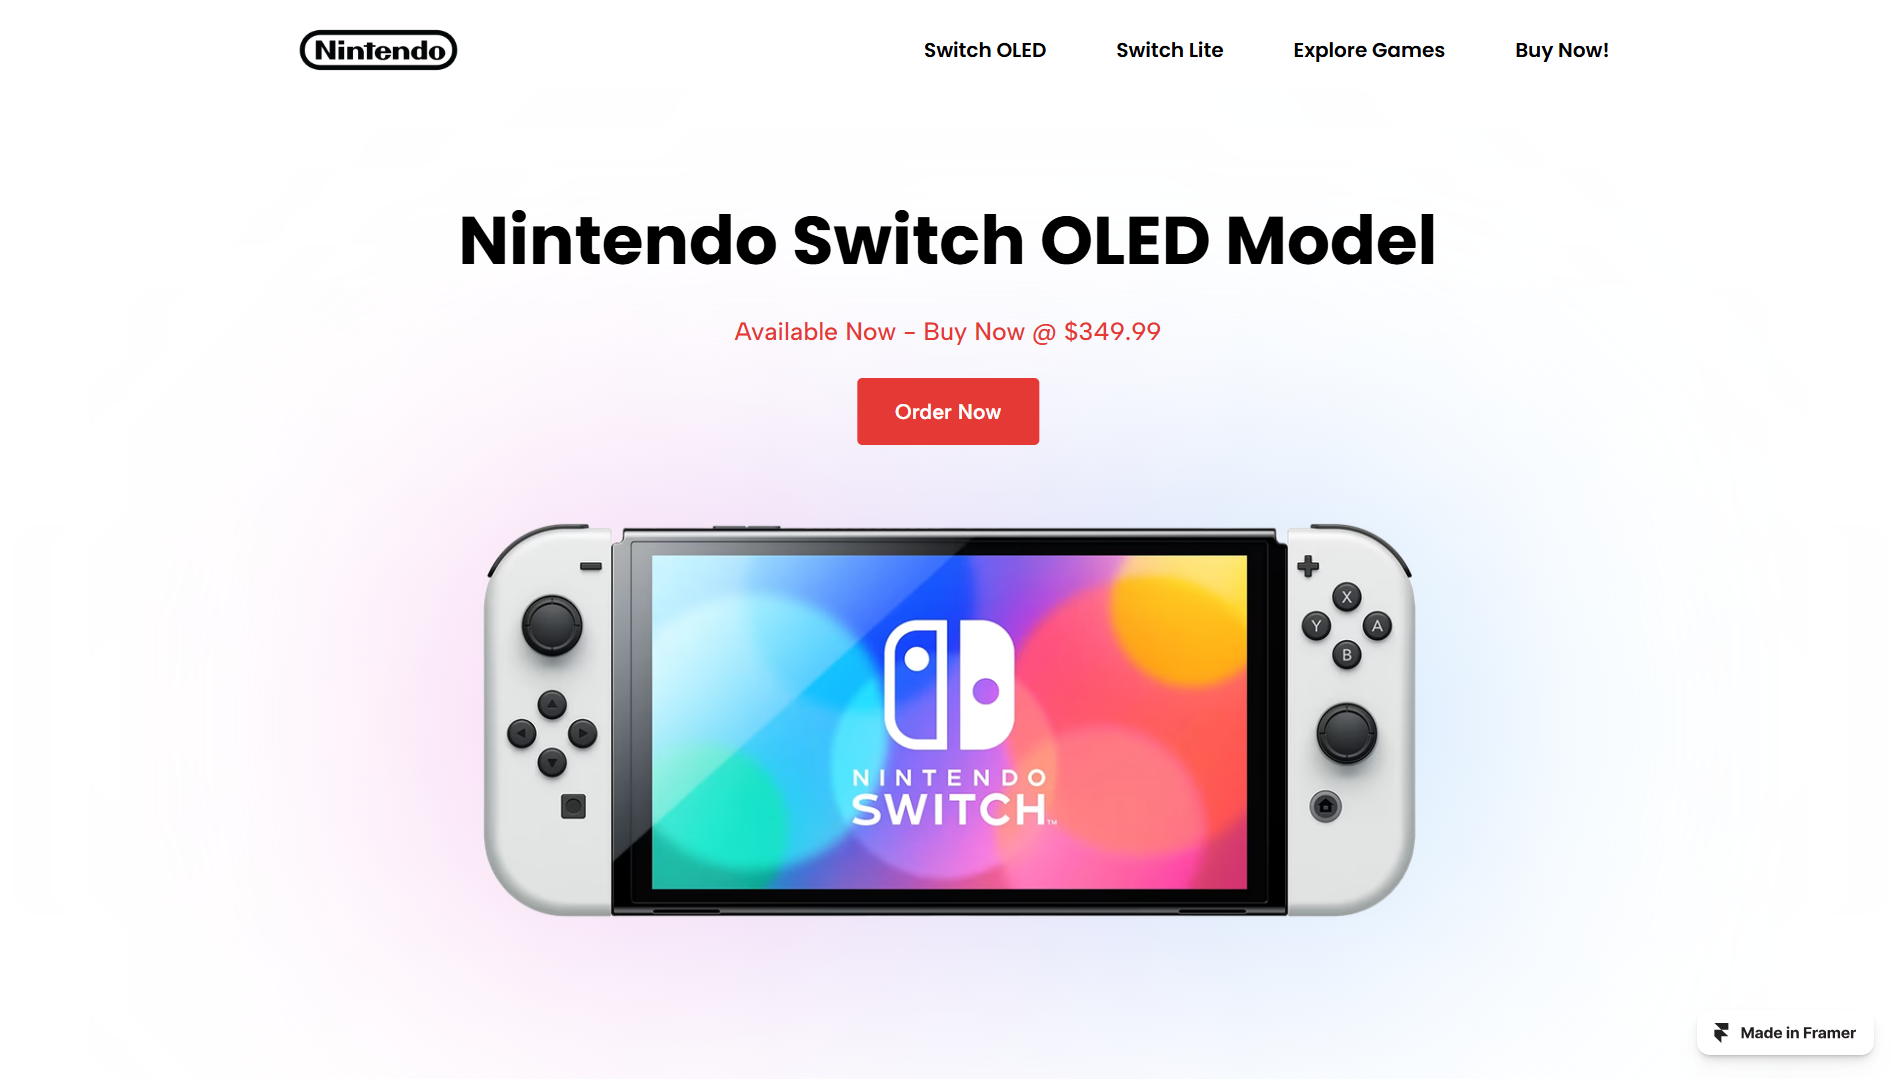 Nintendo
Switch OLED
Switch Lite
Explore Games
Buy Now!
Nintendo Switch OLED Model
Available Now - Buy Now @ $349.99
Order Now
X
Y
A
B
NINTENDO
SWITCH™
Made in Framer